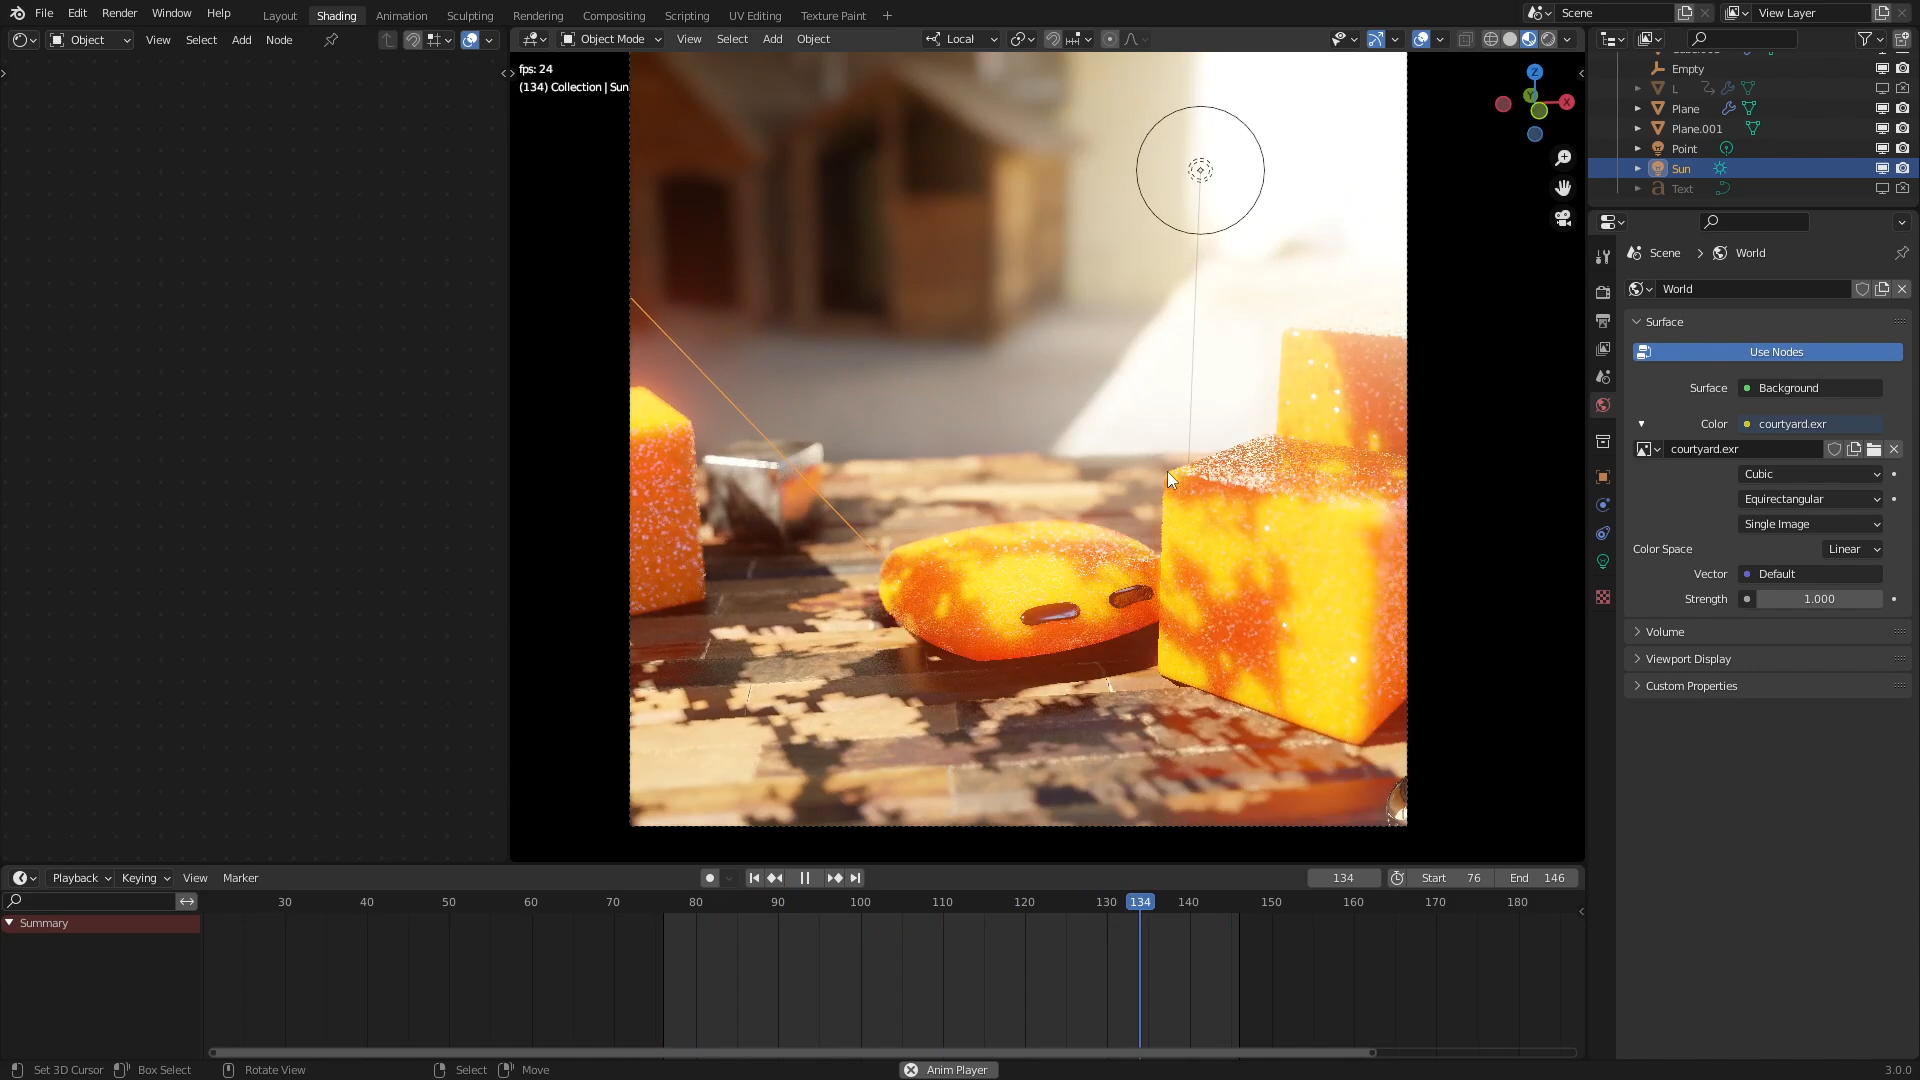 File Edit Render Window Help
Layout Shading Animation Sculpting Rendering Compositing Scripting UV Editing Texture Paint +
Scene
View Layer
Object View Select Add Node
Object Mode View Select Add Object
Local
fps: 24
(134) Collection | Sun
Z
Y
X
Empty
L
Plane
Plane.001
Point
Sun
Text
Scene > World
World
Surface
Use Nodes
Surface Background
Color courtyard.exr
courtyard.exr
Cubic
Equirectangular
Single Image
Color Space Linear
Vector Default
Strength 1.000
Volume
Viewport Display
Custom Properties
Playback Keying View Marker
134 Start 76 End 146
30 40 50 60 70 80 90 100 110 120 130 134 140 150 160 170 180
Summary
Set 3D Cursor Box Select Rotate View Select Move
Anim Player
3.0.0